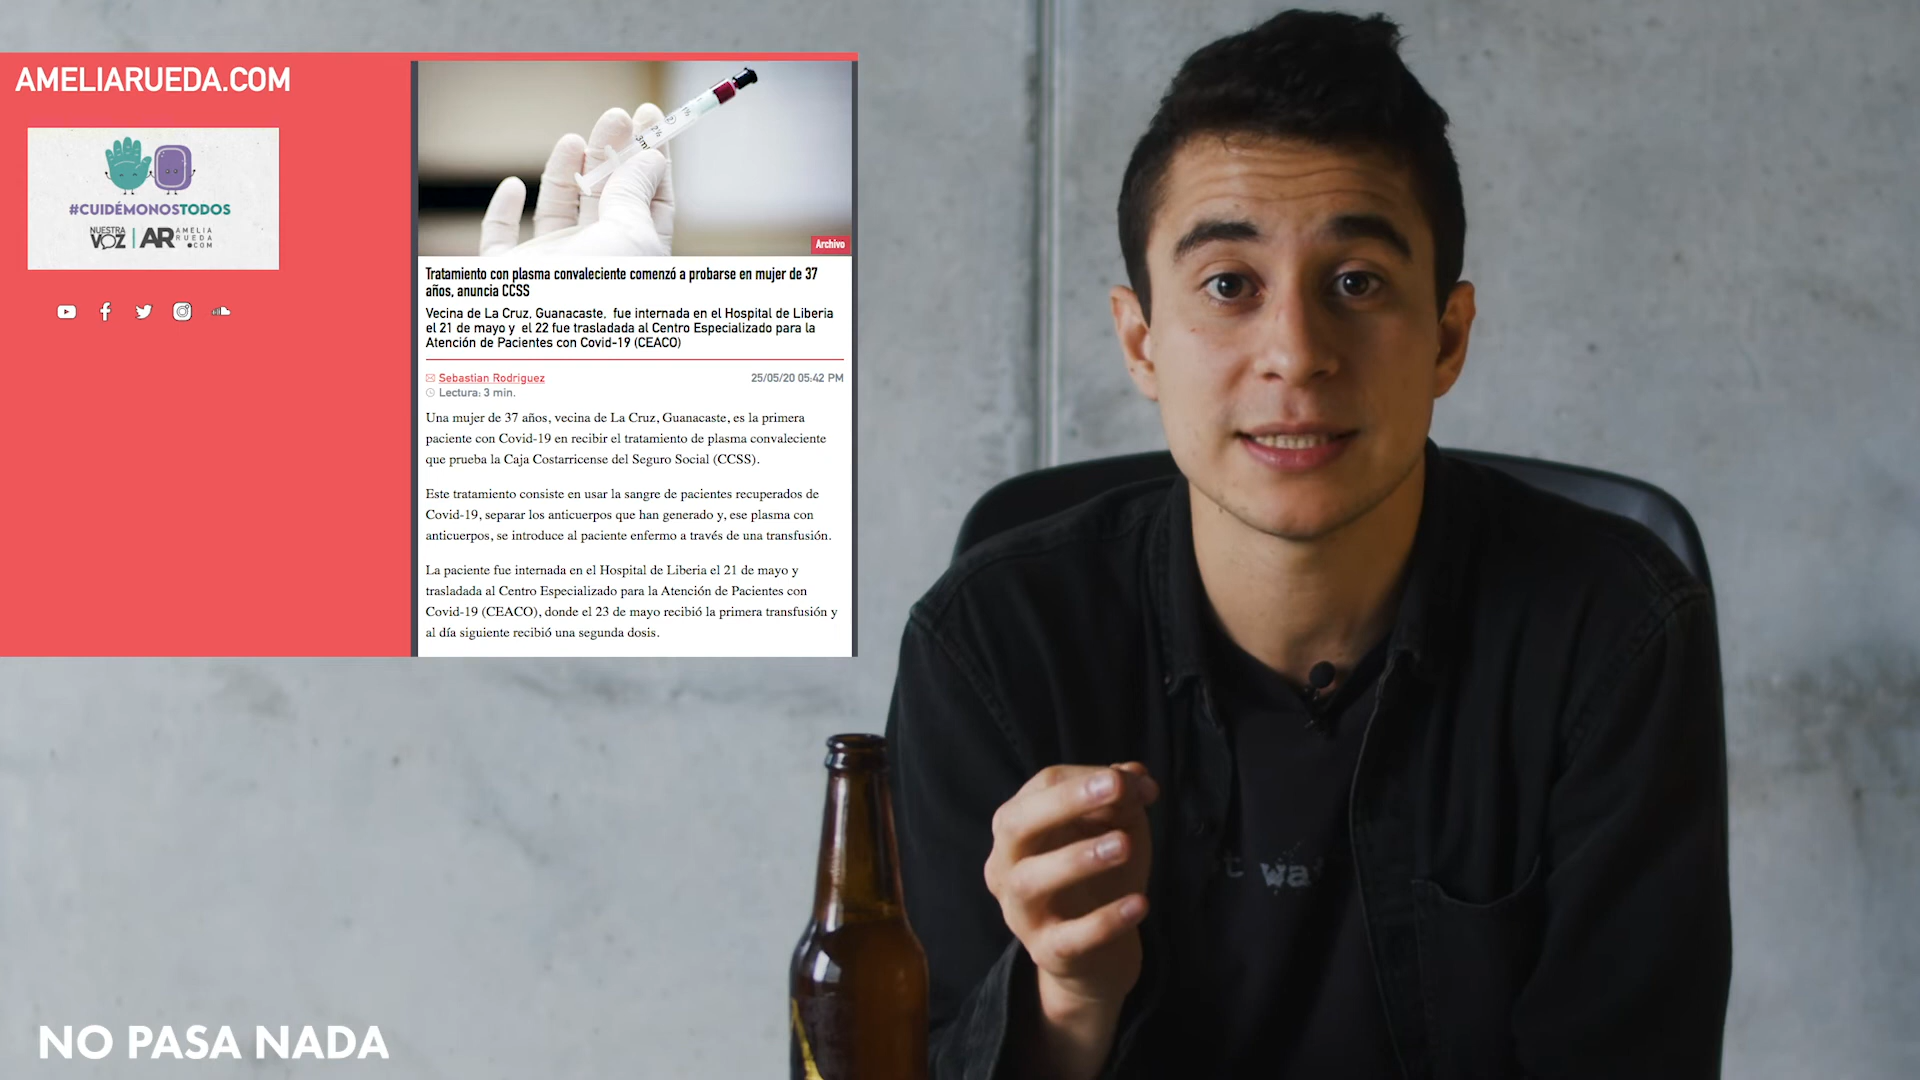 AMELIARUEDA.COM
#CUIDÉMONOSTODOS
NUESTRA
VOZ
AR
AMELIA
RUEDA
.COM
Archivo
Tratamiento con plasma convaleciente comenzó a probarse en mujer de 37
años, anuncia CCSS
Vecina de La Cruz, Guanacaste, fue internada en el Hospital de Liberia
el 21 de mayo y el 22 fue trasladada al Centro Especializado para la
Atención de Pacientes con Covid-19 (CEACO)
Sebastian Rodriguez
25/05/20 05:42 PM
Lectura: 3 min.
Una mujer de 37 años, vecina de La Cruz, Guanacaste, es la primera
paciente con Covid-19 en recibir el tratamiento de plasma convaleciente
que prueba la Caja Costarricense del Seguro Social (CCSS).
Este tratamiento consiste en usar la sangre de pacientes recuperados de
Covid-19, separar los anticuerpos que han generado y, ese plasma con
anticuerpos, se introduce al paciente enfermo a través de una transfusión.
La paciente fue internada en el Hospital de Liberia el 21 de mayo y
trasladada al Centro Especializado para la Atención de Pacientes con
Covid-19 (CEACO), donde el 23 de mayo recibió la primera transfusión y
al día siguiente recibió una segunda dosis.
NO PASA NADA